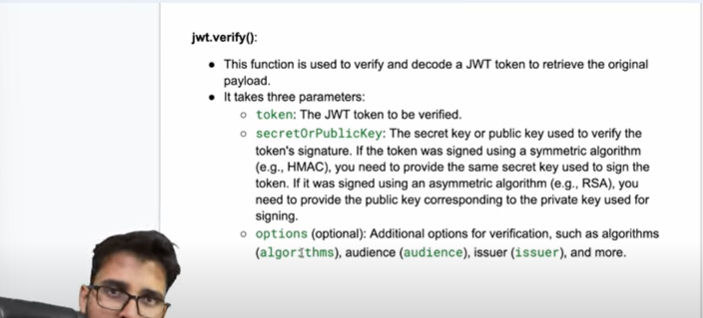 jwt.verify():
• This function is used to verify and decode a JWT token to retrieve the original
payload.
• It takes three parameters:
○ token: The JWT token to be verified.
○ secretOrPublicKey: The secret key or public key used to verify the
token's signature. If the token was signed using a symmetric algorithm
(e.g., HMAC), you need to provide the same secret key used to sign the
token. If it was signed using an asymmetric algorithm (e.g., RSA), you
need to provide the public key corresponding to the private key used for
signing.
○ options (optional): Additional options for verification, such as algorithms
(algorithms), audience (audience), issuer (issuer), and more.